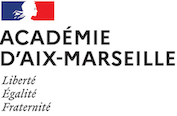 ACADÉMIE
D'AIX-MARSEILLE
Liberté
Égalité
Fraternité